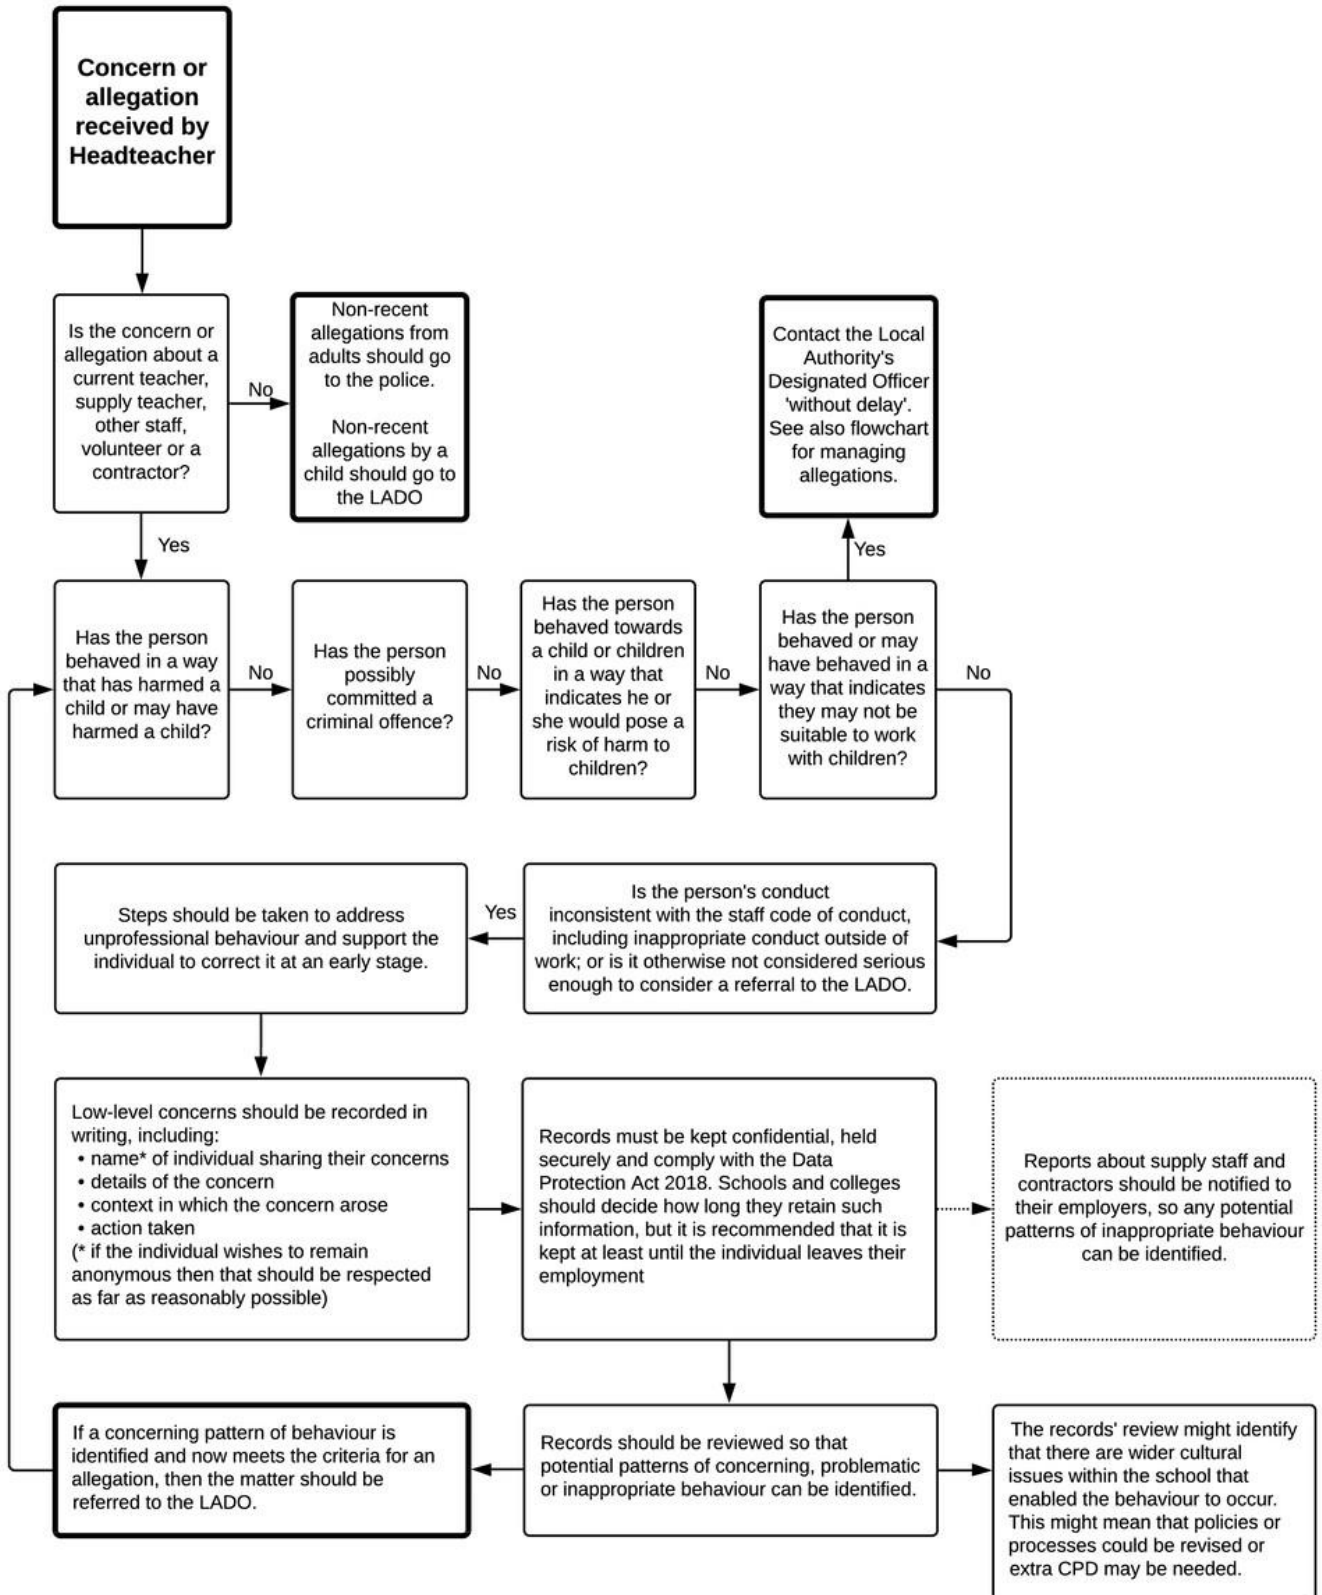 Concern or
allegation
received by
Headteacher
Is the concern or
allegation about a
current teacher,
supply teacher,
other staff,
volunteer or a
contractor?
No
Non-recent
allegations from
adults should go
to the police.
Non-recent
allegations by a
child should go to
the LADO
Contact the Local
Authority's
Designated Officer
'without delay'.
See also flowchart
for managing
allegations.
Yes
Yes
Has the person
behaved in a way
that has harmed a
child or may have
harmed a child?
No
Has the person
possibly
committed a
criminal offence?
No
Has the person
behaved towards
a child or children
in a way that
indicates he or
she would pose a
risk of harm to
children?
No
Has the person
behaved or may
have behaved in a
way that indicates
they may not be
suitable to work
with children?
No
Is the person's conduct
inconsistent with the staff code of conduct,
including inappropriate conduct outside of
work; or is it otherwise not considered serious
enough to consider a referral to the LADO.
Yes
Steps should be taken to address
unprofessional behaviour and support the
individual to correct it at an early stage.
Low-level concerns should be recorded in
writing, including:
• name* of individual sharing their concerns
• details of the concern
• context in which the concern arose
• action taken
(* if the individual wishes to remain
anonymous then that should be respected
as far as reasonably possible)
Records must be kept confidential, held
securely and comply with the Data
Protection Act 2018. Schools and colleges
should decide how long they retain such
information, but it is recommended that it is
kept at least until the individual leaves their
employment
Reports about supply staff and
contractors should be notified to
their employers, so any potential
patterns of inappropriate behaviour
can be identified.
If a concerning pattern of behaviour is
identified and now meets the criteria for an
allegation, then the matter should be
referred to the LADO.
Records should be reviewed so that
potential patterns of concerning, problematic
or inappropriate behaviour can be identified.
The records' review might identify
that there are wider cultural
issues within the school that
enabled the behaviour to occur.
This might mean that policies or
processes could be revised or
extra CPD may be needed.